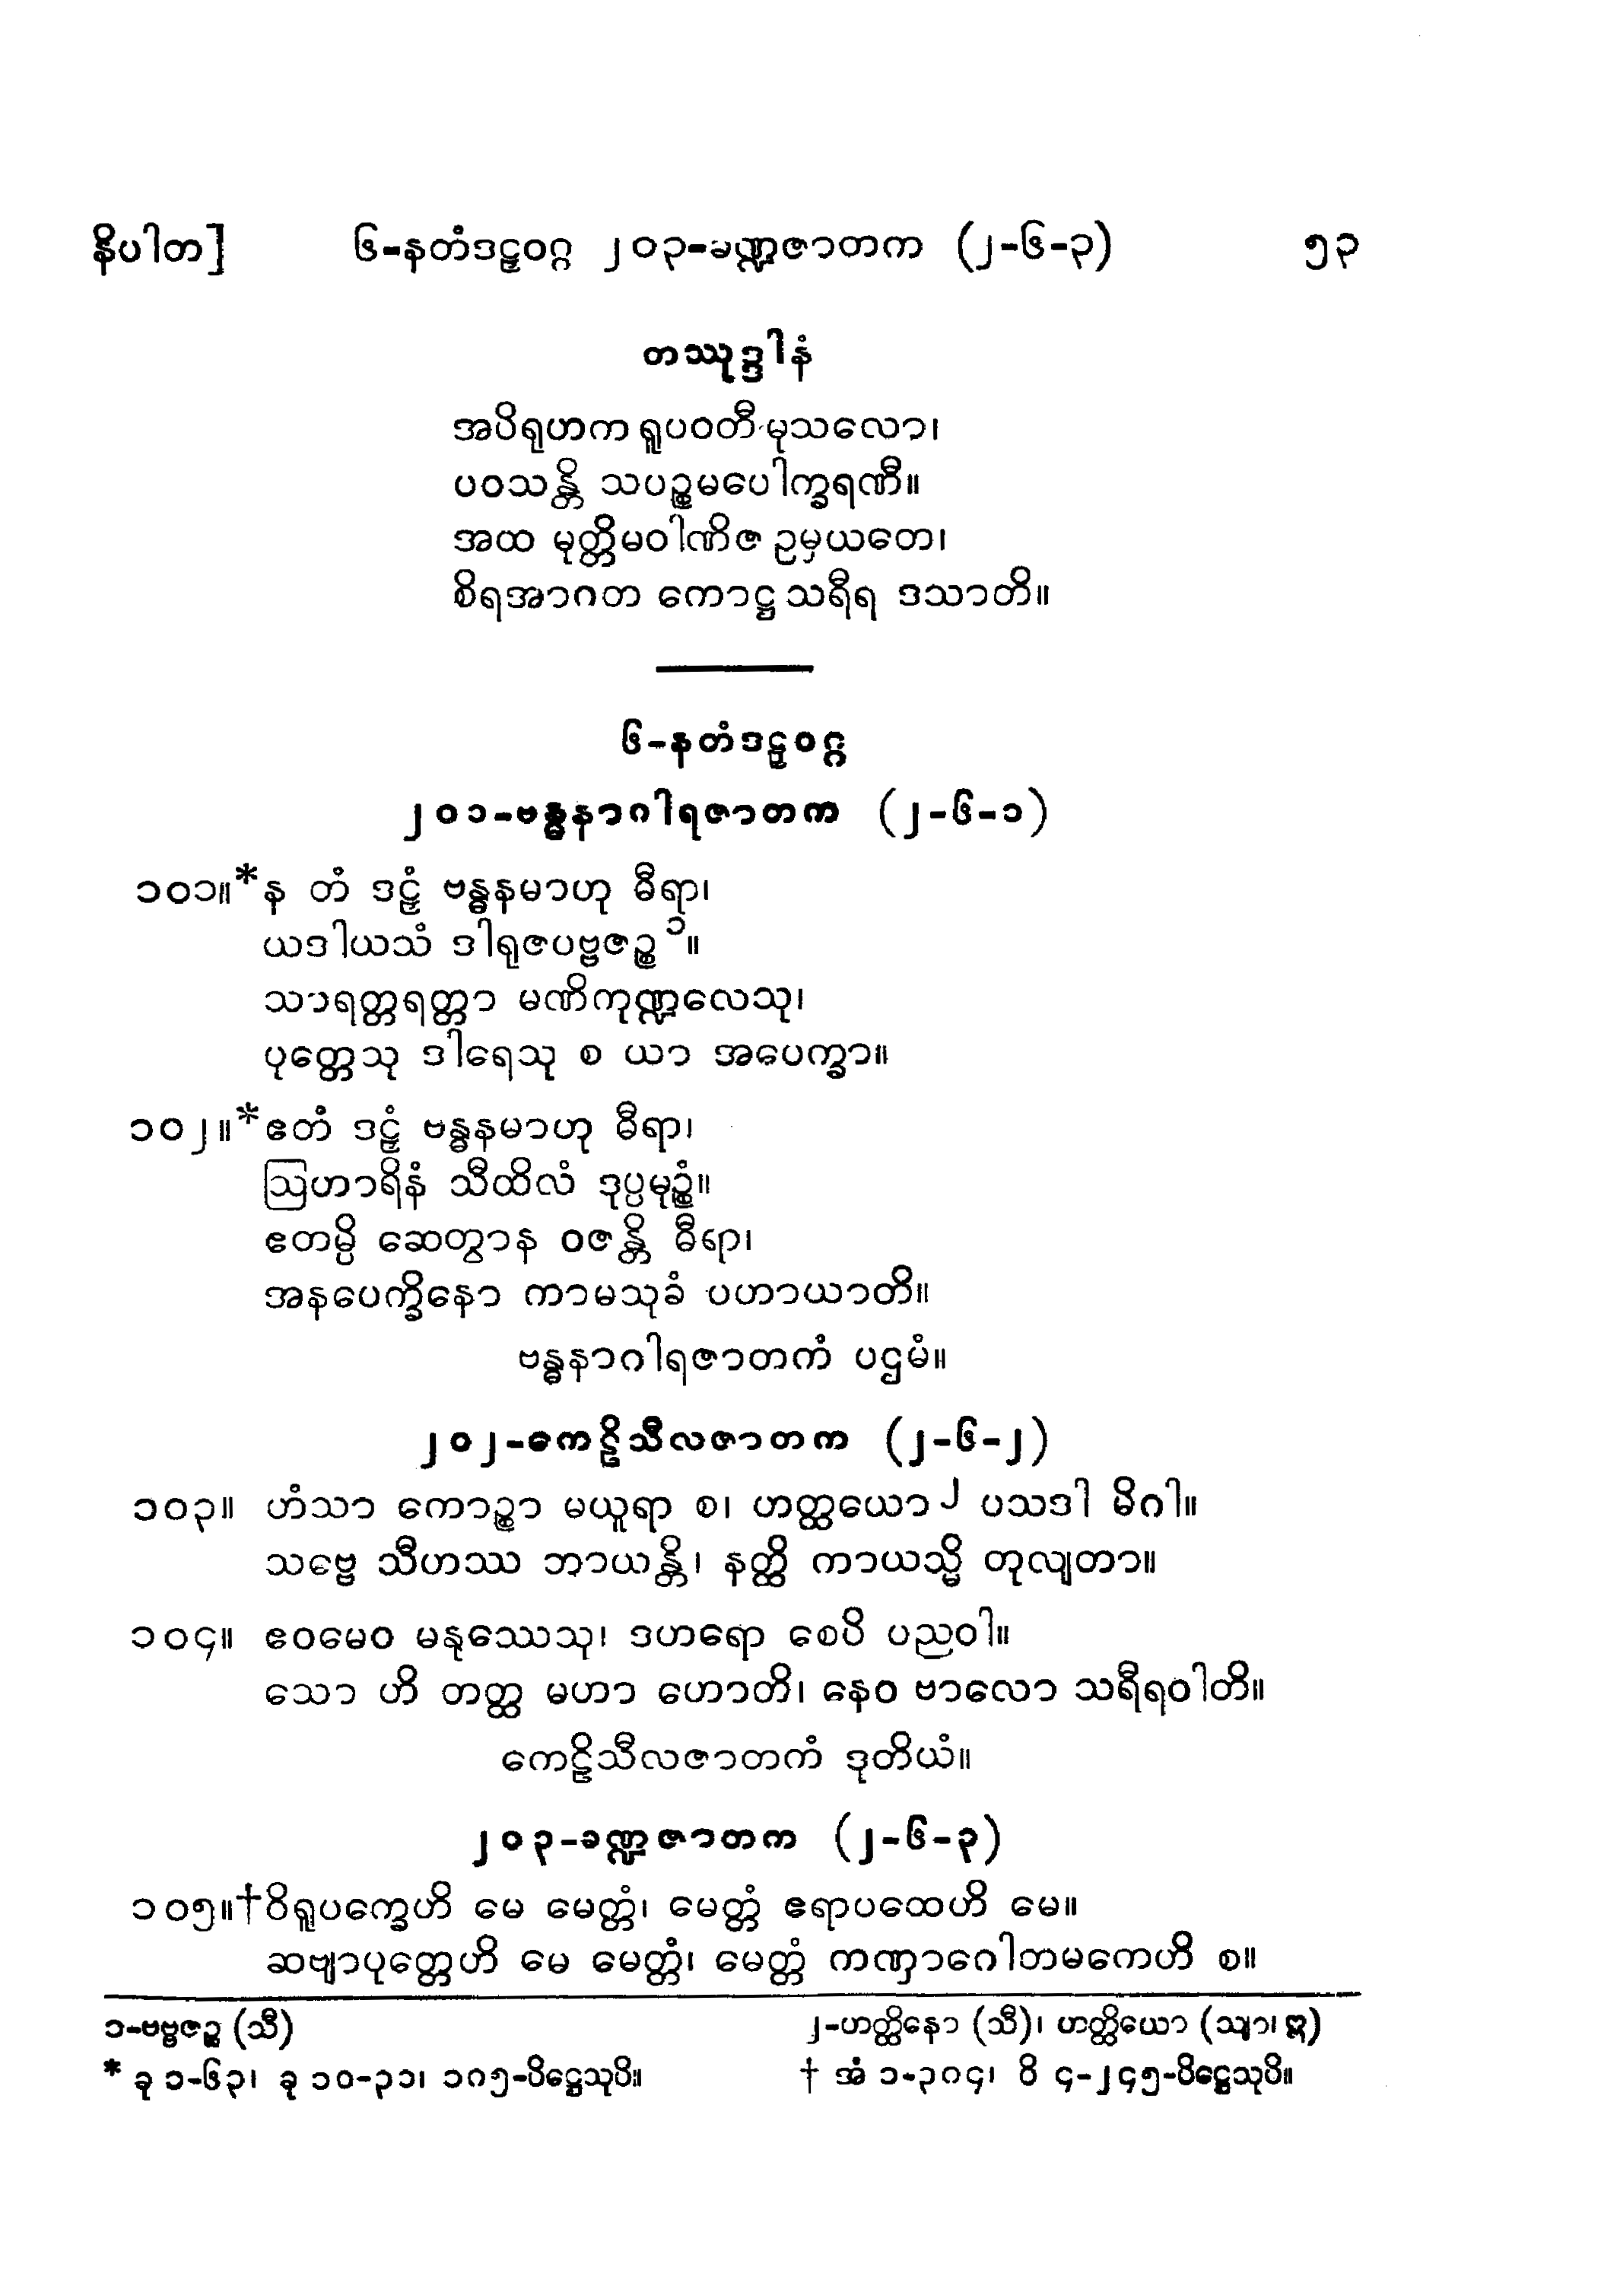 နိပါတ] ၆-နတံဒဠှဝဂ္ဂ ၂၀၃-ခဏ္ဍဇာတက (၂-၆-၃) ၅၃
တဿုဒ္ဒါနံ
အပိရုဟက ရူပဝတီ မုသလော၊
ပဝသန္တိ သပဉ္စမပေါက္ခရဏီ။
အထ မုတ္တိမဝါဏိဇ ဥမှယတေ၊
စိရအာဂတ ကောဋ္ဌ သရီရ ဒသာတိ။
၆-နတံဒဠှဝဂ္ဂ
၂၀၁-ဗန္ဓနာဂါရဇာတက (၂-၆-၁)
၁၀၁။*န တံ ဒဠှံ ဗန္ဓနမာဟု ဓီရာ၊
ယဒါယသံ ဒါရုဇပဗ္ဗဇဉ္စ ၁။
သာရတ္တရတ္တာ မဏိကုဏ္ဍလေသု၊
ပုတ္တေသု ဒါရေသု စ ယာ အပေက္ခာ။
၁၀၂။*ဧတံ ဒဠှံ ဗန္ဓနမာဟု ဓီရာ၊
ဩဟာရိနံ သီထိလံ ဒုပ္ပမုဉ္စံ။
ဧတမ္ပိ ဆေတွာန ဝဇန္တိ ဓီရာ၊
အနပေက္ခိနော ကာမသုခံ ပဟာယာတိ။
ဗန္ဓနာဂါရဇာတကံ ပဌမံ။
၂၀၂-ကေဠိသီလဇာတက (၂-၆-၂)
၁၀၃။ ဟံသာ ကောဉ္စာ မယူရာ စ၊ ဟတ္ထယော ၂ ပသဒါ မိဂါ။
သဗ္ဗေ သီဟဿ ဘာယန္တိ၊ နတ္ထိ ကာယသ္မိ တုလျတာ။
၁၀၄။ ဧဝမေဝ မနုဿေသု၊ ဒဟရော စေပိ ပညဝါ။
သော ဟိ တတ္ထ မဟာ ဟောတိ၊ နေဝ ဗာလော သရီရဝါတိ။
ကေဠိသီလဇာတကံ ဒုတိယံ။
၂၀၃-ခဏ္ဍဇာတက (၂-၆-၃)
၁၀၅။†ဝိရူပက္ခေဟိ မေ မေတ္တံ၊ မေတ္တံ ဧရာပထေဟိ မေ။
ဆဗျာပုတ္တေဟိ မေ မေတ္တံ၊ မေတ္တံ ကဏှာဂေါတမကေဟိ စ။
၁-ဗဗ္ဗဇဉ္စ (သီ) ၂-ဟတ္ထိနော (သီ)၊ ဟတ္ထိယော (သျာ၊ ဣ)
* ခု ၁-၆၃၊ ခု ၁၀-၃၁၊ ၁၈၅-ပိဋ္ဌေသုပိ။ † အံ ၁-၃၈၄၊ ဝိ ၄-၂၄၅-ပိဋ္ဌေသုပိ။